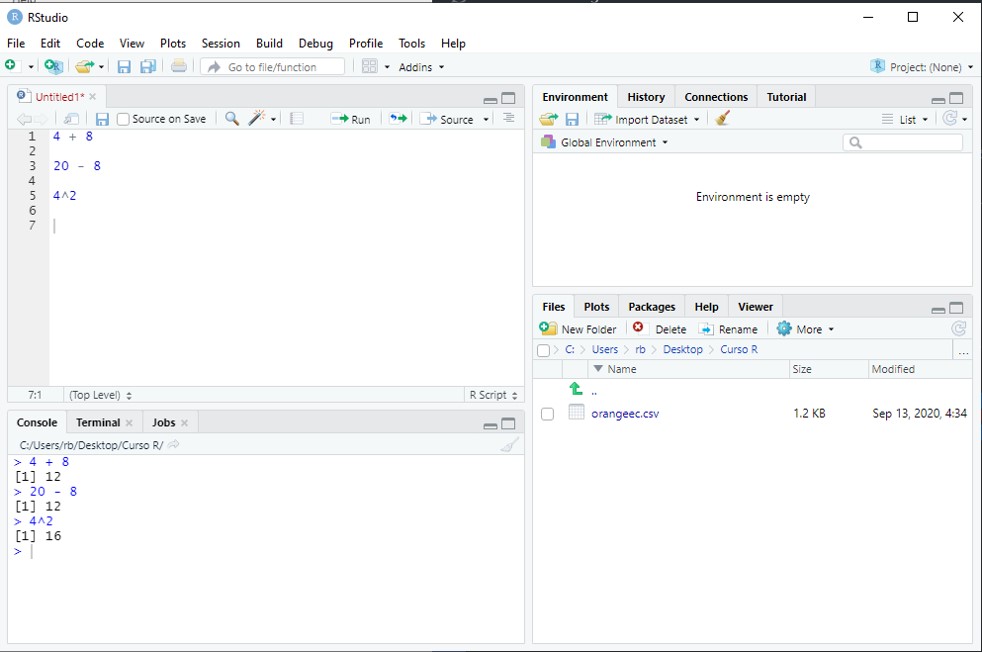 RStudio
File Edit Code View Plots Session Build Debug Profile Tools Help
Go to file/function Addins Project: (None)
Untitled1*
Source on Save Run Source
1 4 + 8
2
3 20 - 8
4
5 4^2
6
7
7:1 (Top Level) R Script
Console Terminal Jobs
C:/Users/rb/Desktop/Curso R/
> 4 + 8
[1] 12
> 20 - 8
[1] 12
> 4^2
[1] 16
>
Environment History Connections Tutorial
Import Dataset List
Global Environment
Environment is empty
Files Plots Packages Help Viewer
New Folder Delete Rename More
C: > Users > rb > Desktop > Curso R ...
Name Size Modified
..
orangeec.csv 1.2 KB Sep 13, 2020, 4:34